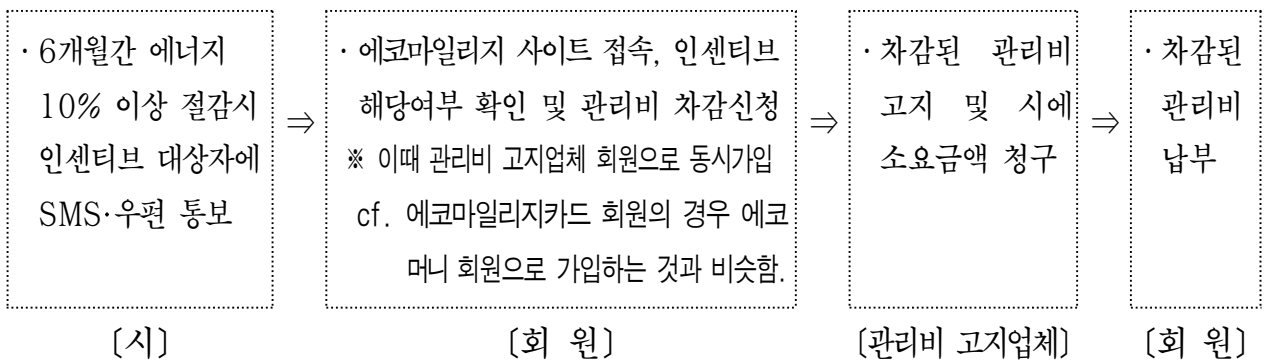 · 6개월간 에너지
10% 이상 절감시
인센티브 대상자에
SMS·우편 통보
⇒
· 에코마일리지 사이트 접속, 인센티브
해당여부 확인 및 관리비 차감신청
※ 이때 관리비 고지업체 회원으로 동시가입
cf. 에코마일리지카드 회원의 경우 에코
머니 회원으로 가입하는 것과 비슷함.
⇒
· 차감된 관리비
고지 및 시에
소요금액 청구
⇒
· 차감된
관리비
납부
〔시〕
〔회 원〕
〔관리비 고지업체〕
〔회 원〕